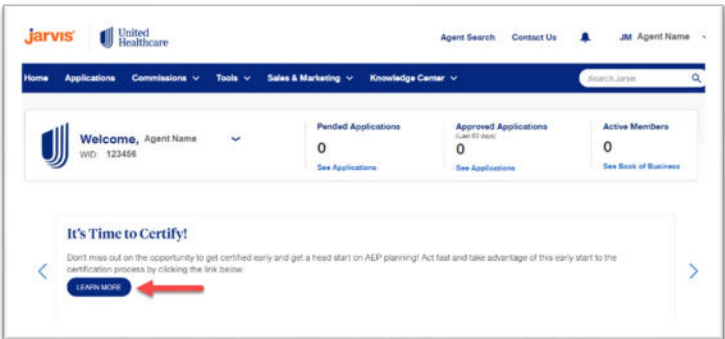 jarvis
United
Healthcare
Agent Search Contact Us JM Agent Name
Home Applications Commissions Tools Sales & Marketing Knowledge Center Search Jarvis
Welcome, Agent Name
WID: 123456
Pended Applications
0
See Applications
Approved Applications
(Last 60 days)
0
See Applications
Active Members
0
See Book of Business
It's Time to Certify!
Don't miss out on the opportunity to get certified early and get a head start on AEP planning! Act fast and take advantage of this early start to the
certification process by clicking the link below:
LEARN MORE